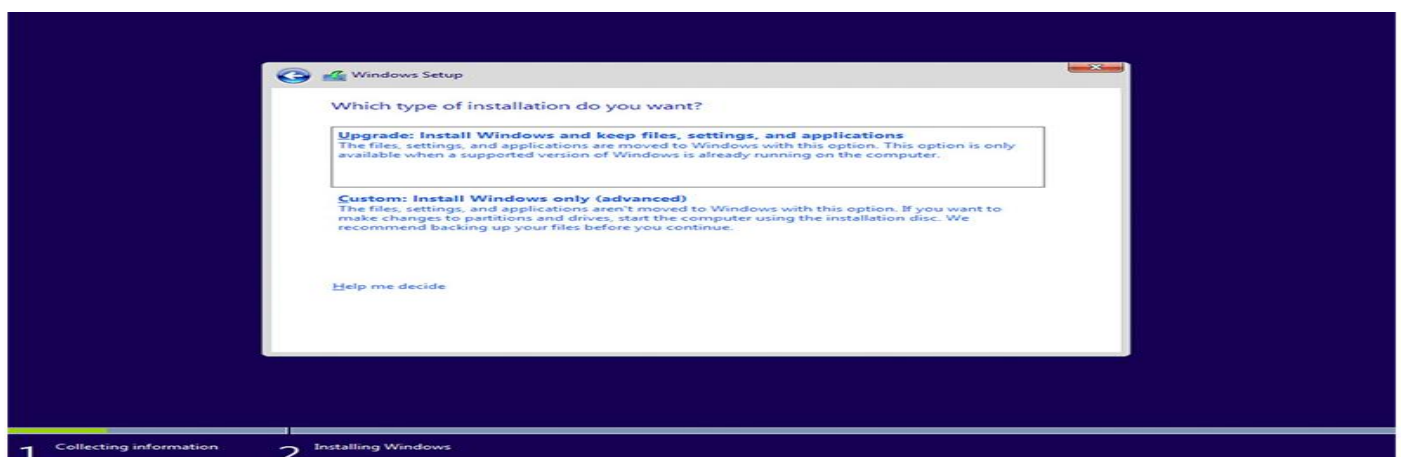 Windows Setup
Which type of installation do you want?
Upgrade: Install Windows and keep files, settings, and applications
The files, settings, and applications are moved to Windows with this option. This option is only
available when a supported version of Windows is already running on the computer.
Custom: Install Windows only (advanced)
The files, settings, and applications aren't moved to Windows with this option. If you want to
make changes to partitions and drives, start the computer using the installation disc. We
recommend backing up your files before you continue.
Help me decide
1 Collecting information 2 Installing Windows